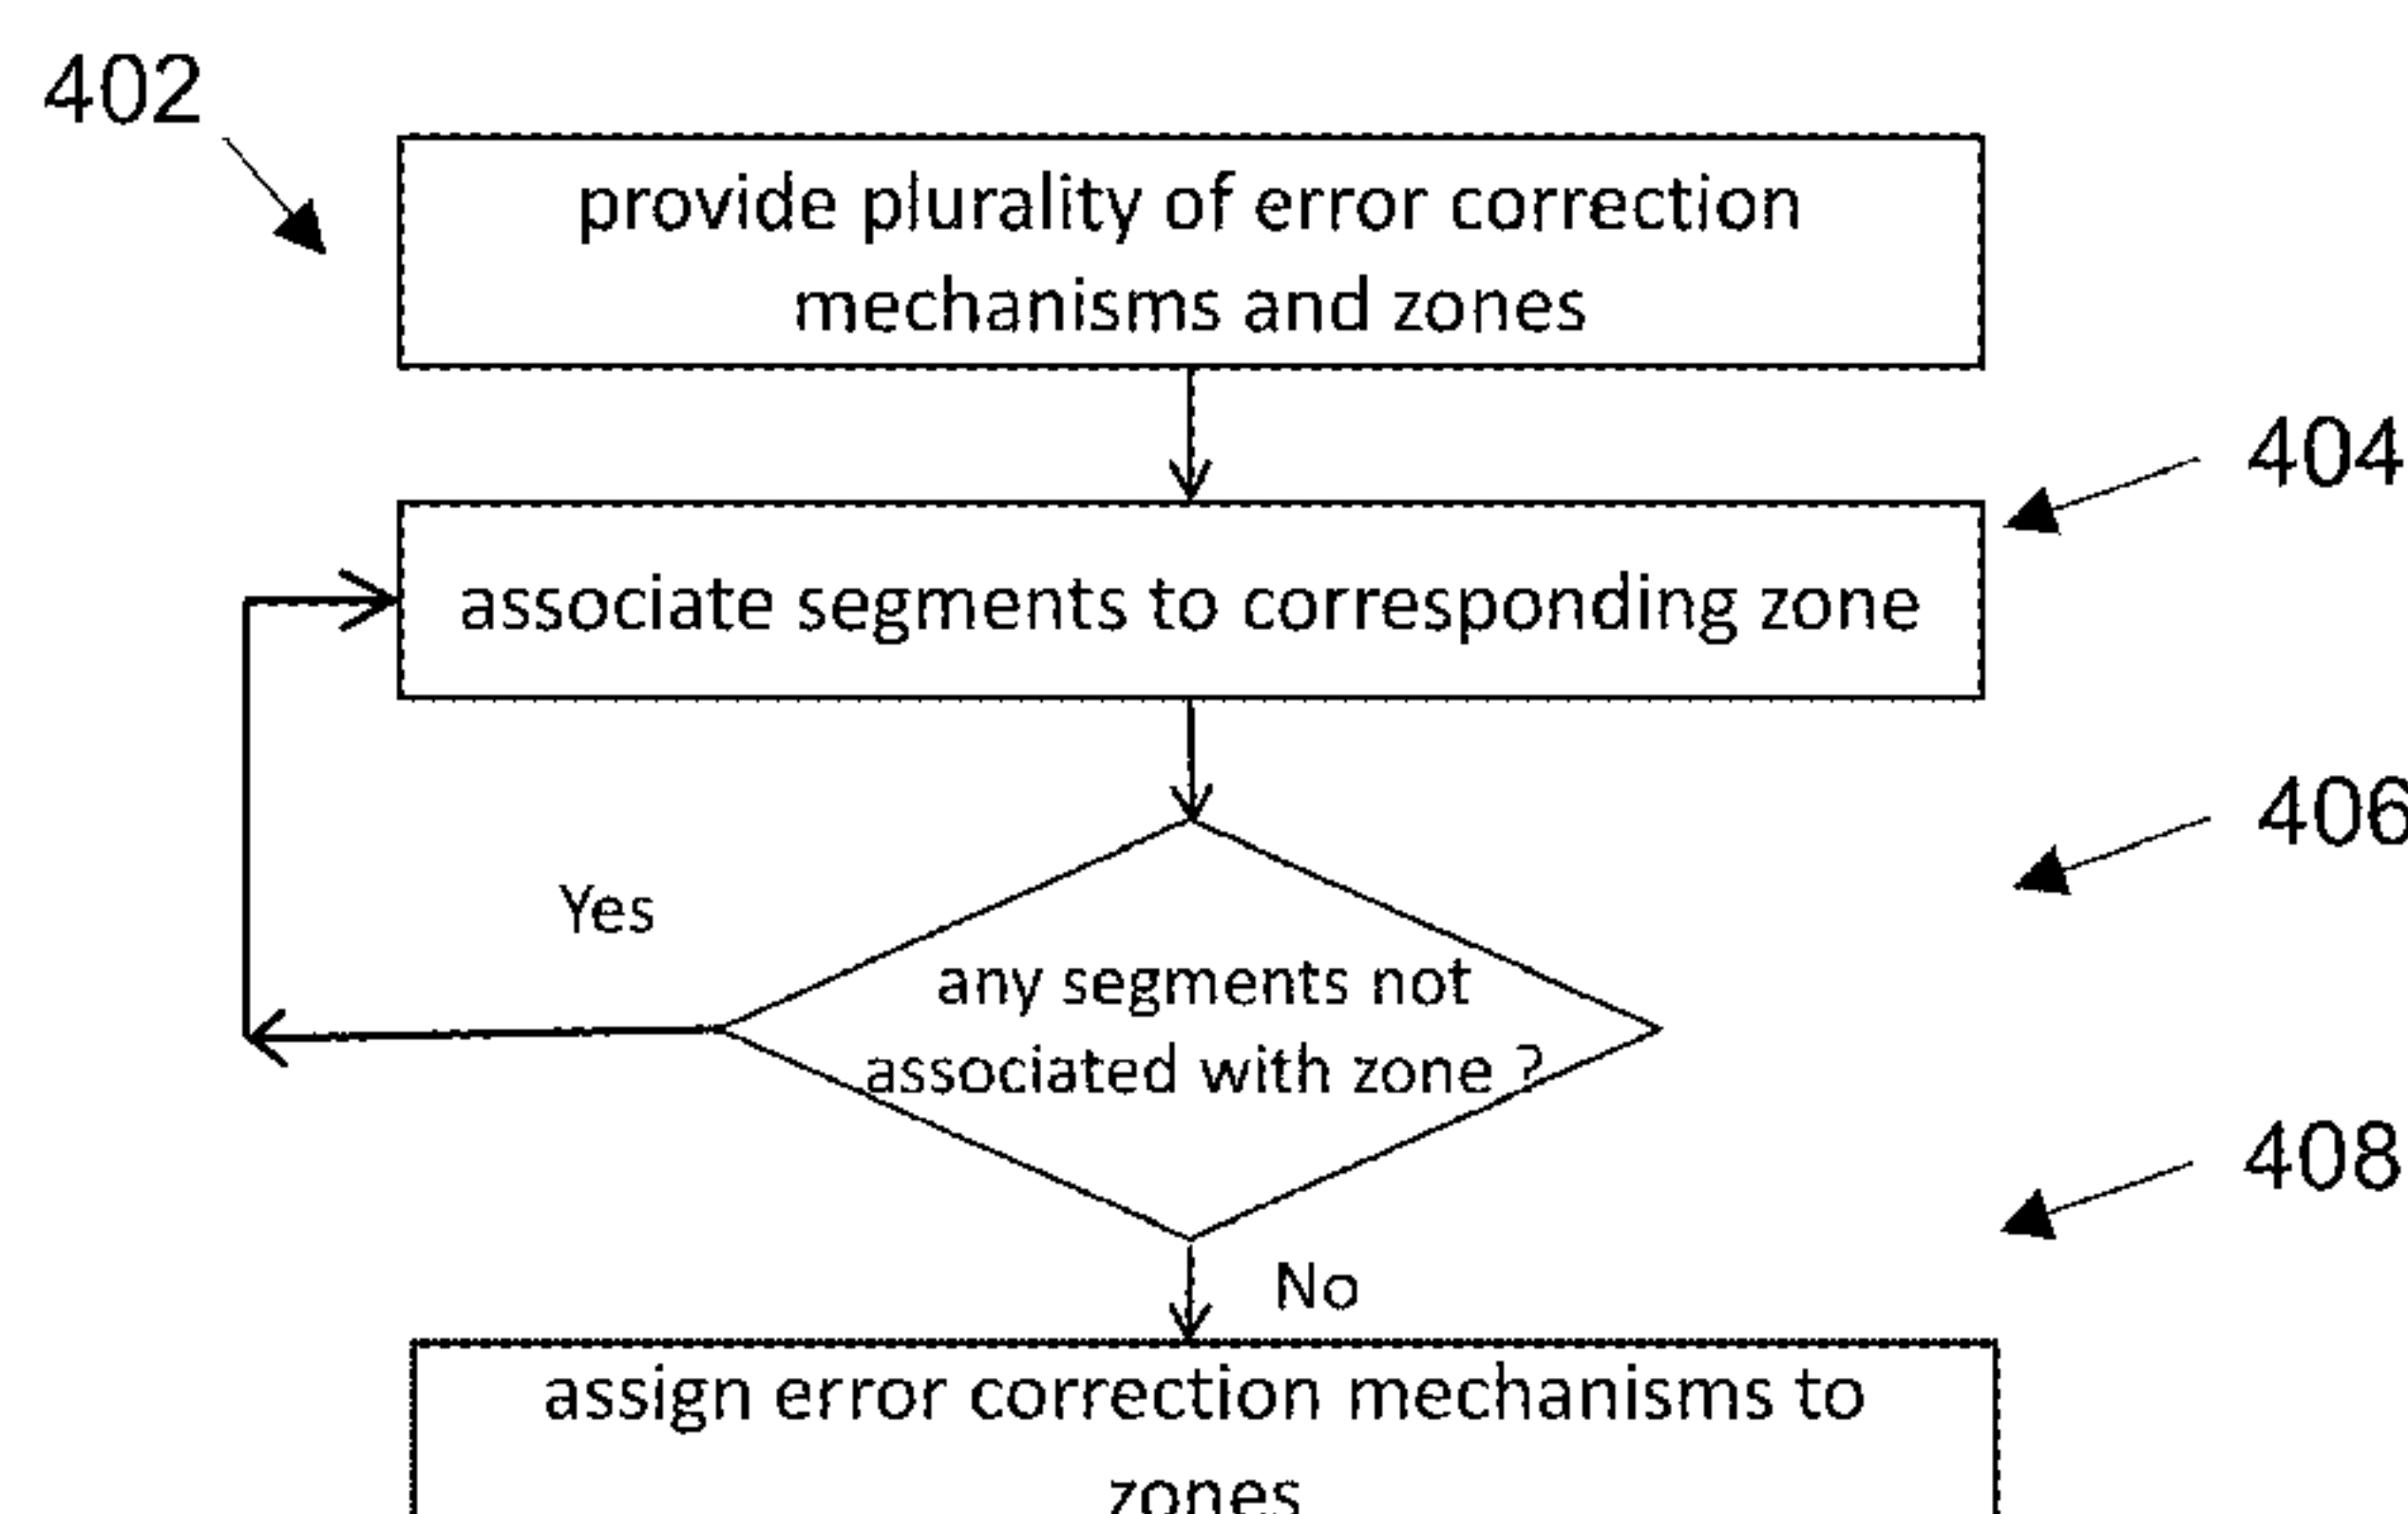 402
provide plurality of error correction
mechanisms and zones
404
associate segments to corresponding zone
406
Yes
any segments not
associated with zone ?
408
No
assign error correction mechanisms to
zones